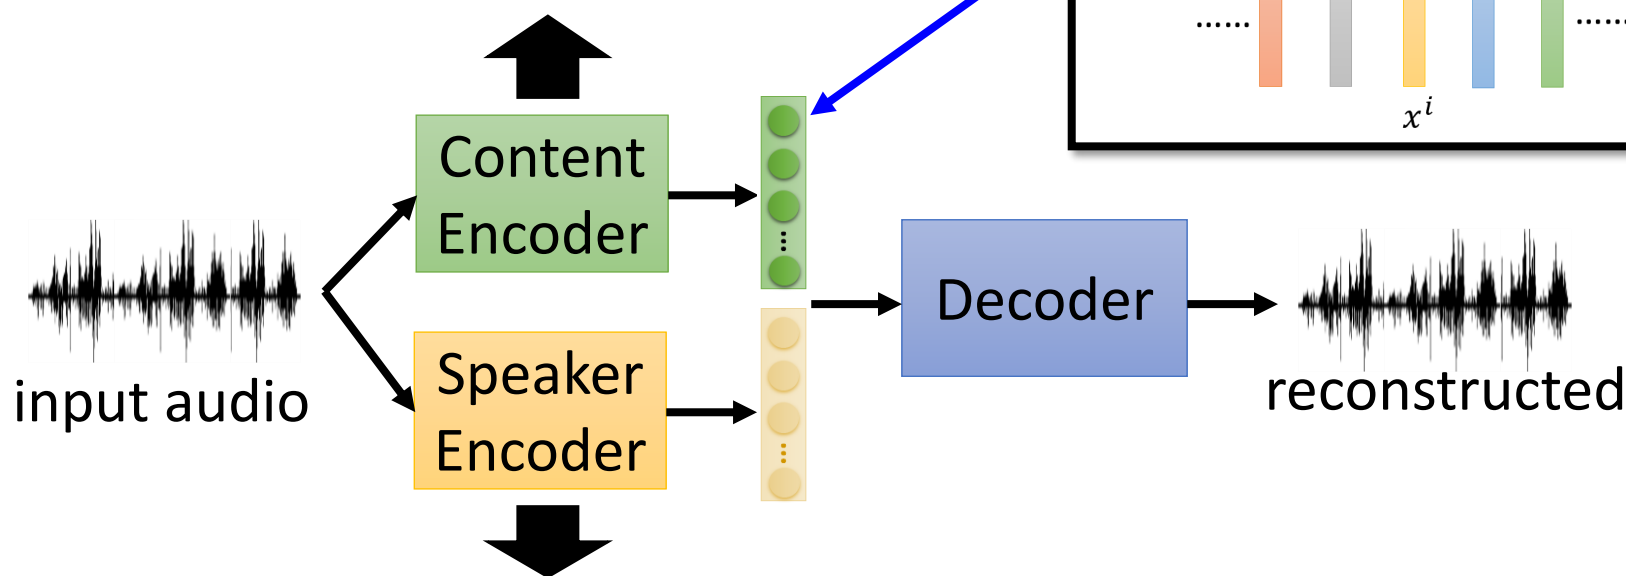 ......
......
x^i
Content
Encoder
input audio
Speaker
Encoder
Decoder
reconstructed